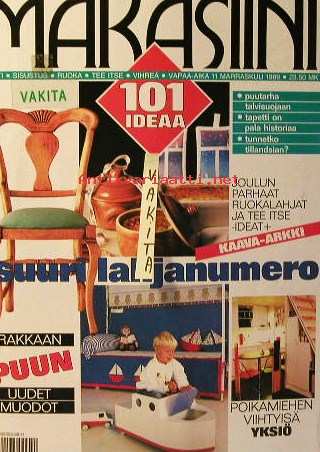 MAKASIINI
1 • SISUSTUS • RUOKA • TEE ITSE • VIHREÄ • VAPAA-AIKA 11 MARRASKUU 1989 • 23.50 MK
VAKITA
101
IDEAA
• puutarha
talvisuojaan
• tapetti on
pala historiaa
• tunnetko
tillandsian?
VAKITA
JOULUN
PARHAAT
RUOKALAHJAT
JA TEE ITSE
-IDEAT +
KAAVA-ARKKI
suuri lahjanumero
RAKKAAN
PUUN
UUDET
MUODOT
POIKAMIEHEN
VIIHTYISÄ
YKSIÖ